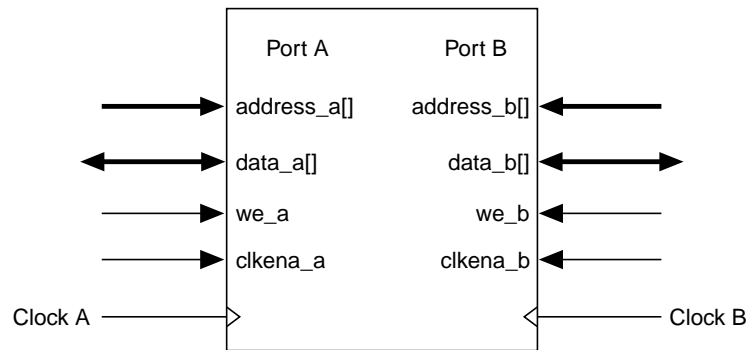 Port A Port B
address_a[] address_b[]
data_a[] data_b[]
we_a we_b
clkena_a clkena_b
Clock A Clock B